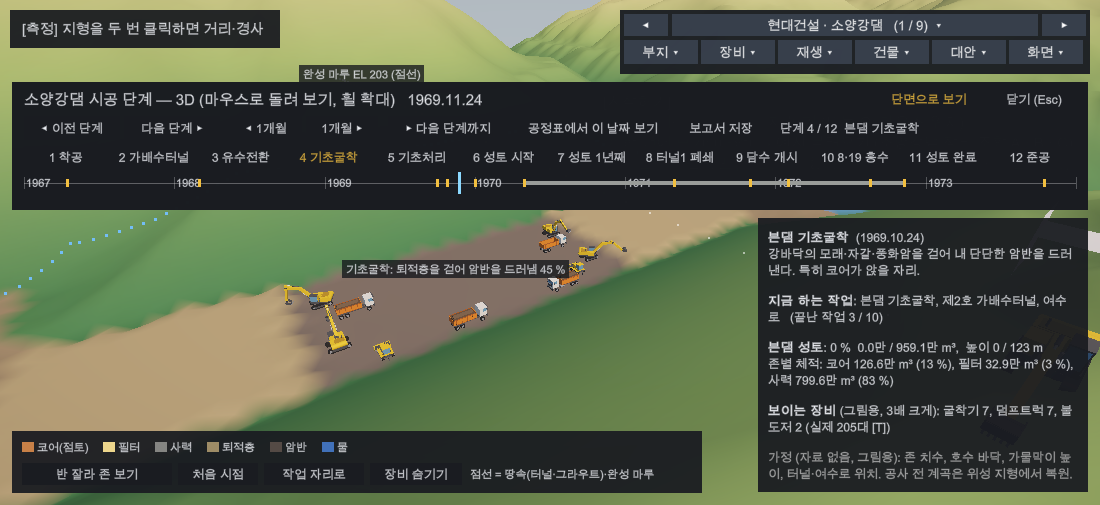 [측정] 지형을 두 번 클릭하면 거리·경사
◂ 현대건설 · 소양강댐 (1 / 9) ▾ ▸
부지 ▾ 장비 ▾ 재생 ▾ 건물 ▾ 대안 ▾ 화면 ▾
완성 마루 EL 203 (점선)
소양강댐 시공 단계 — 3D (마우스로 돌려 보기, 휠 확대) 1969.11.24 단면으로 보기 닫기 (Esc)
◂ 이전 단계 다음 단계 ▸ ◂ 1개월 1개월 ▸ ▸ 다음 단계까지 공정표에서 이 날짜 보기 보고서 저장 단계 4 / 12 본댐 기초굴착
1 착공 2 가배수터널 3 유수전환 4 기초굴착 5 기초처리 6 성토 시작 7 성토 1년째 8 터널1 폐쇄 9 담수 개시 10 8·19 홍수 11 성토 완료 12 준공
1967 1968 1969 1970 1971 1972 1973
기초굴착: 퇴적층을 걷어 암반을 드러냄 45 %
본댐 기초굴착 (1969.10.24)
강바닥의 모래·자갈·풍화암을 걷어 내 단단한 암반을 드러
낸다. 특히 코어가 앉을 자리.
지금 하는 작업: 본댐 기초굴착, 제2호 가배수터널, 여수
로 (끝난 작업 3 / 10)
본댐 성토: 0 % 0.0만 / 959.1만 m³, 높이 0 / 123 m
존별 체적: 코어 126.6만 m³ (13 %), 필터 32.9만 m³ (3 %),
사력 799.6만 m³ (83 %)
보이는 장비 (그림용, 3배 크게): 굴착기 7, 덤프트럭 7, 불
도저 2 (실제 205대 [T])
가정 (자료 없음, 그림용): 존 치수, 호수 바닥, 가물막이 높
이, 터널·여수로 위치. 공사 전 계곡은 위성 지형에서 복원.
코어(점토) 필터 사력 퇴적층 암반 물
반 잘라 존 보기 처음 시점 작업 자리로 장비 숨기기 점선 = 땅속(터널·그라우트)·완성 마루